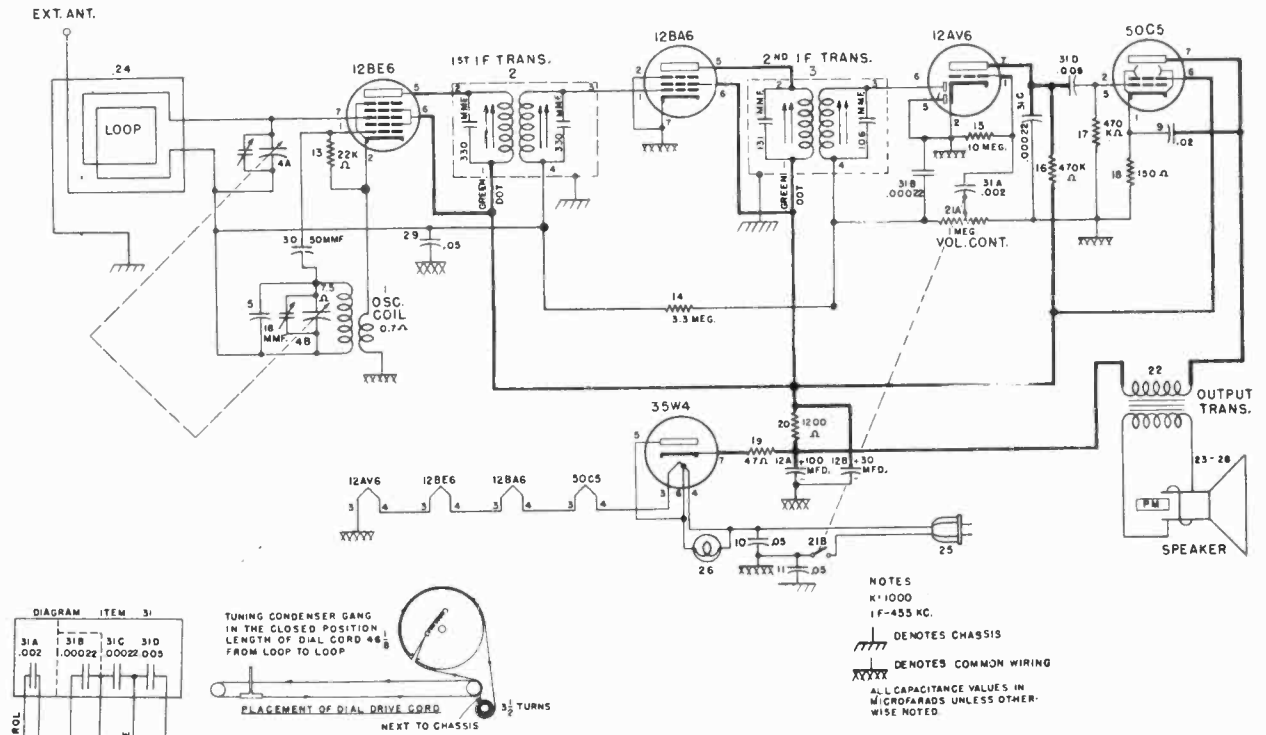 EXT. ANT.
24
LOOP
4A
12BE6
7
5
6
1
2
13
22K
Ω
1ST IF TRANS.
2
2
3
330 MMF
330 MMF
1
4
GREEN DOT
12BA6
2
1
5
6
7
2ND IF TRANS.
3
2
3
131 MMF
106 MMF
1
4
GREEN DOT
12AV6
6
5
7
1
2
15
10 MEG.
31B
.00022
31A
.002
21A
1 MEG
VOL. CONT.
31C
.00022
16
470K
Ω
31D
.005
50C5
2
5
7
6
1
17
470
KΩ
9
.02
18
150 Ω
30
50MMF
29
.05
5
18
MMF.
7.5
Ω
4B
1
OSC.
COIL
0.7Ω
14
3.3 MEG.
22
OUTPUT
TRANS.
23-28
PM
SPEAKER
35W4
5
7
3
6
4
19
47Ω
20
1200
Ω
12A
+100
MFD.
12B
+30
MFD.
12AV6
12BE6
12BA6
50C5
3
4
3
4
3
4
3
4
26
10
.05
21B
11
.05
25
NOTES
K=1000
IF-455 KC.
DENOTES CHASSIS
DENOTES COMMON WIRING
ALL CAPACITANCE VALUES IN
MICROFARADS UNLESS OTHER-
WISE NOTED.
DIAGRAM ITEM 31
31A
.002
31B
.00022
31C
.00022
31D
.005
TUNING CONDENSER GANG
IN THE CLOSED POSITION
LENGTH OF DIAL CORD 46 1/8
FROM LOOP TO LOOP
PLACEMENT OF DIAL DRIVE CORD
3 1/2 TURNS
NEXT TO CHASSIS